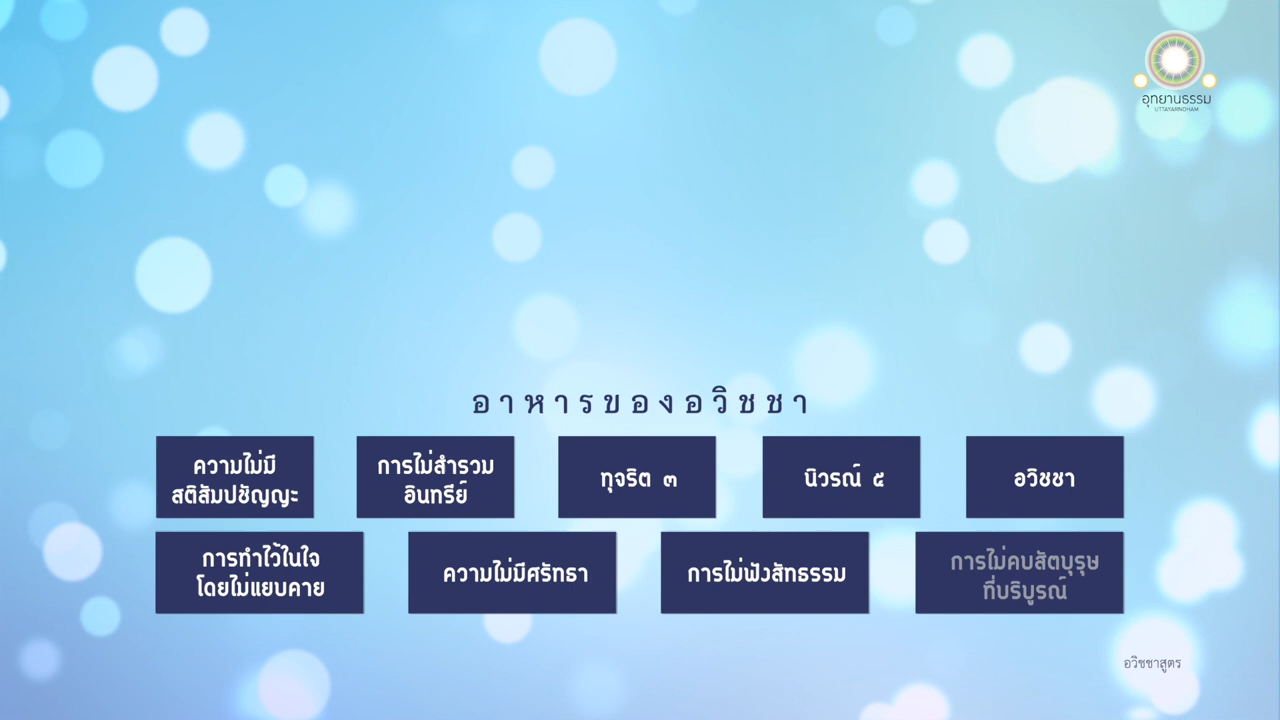 อุทยานธรรม
UTTAYARNDHAM
อาหารของอวิชชา
ความไม่มี
สติสัมปชัญญะ
การไม่สำรวม
อินทรีย์
ทุจริต ๓
นิวรณ์ ๕
อวิชชา
การทำไว้ในใจ
โดยไม่แยบคาย
ความไม่มีศรัทธา
การไม่ฟังสัทธรรม
การไม่คบสัตบุรุษ
ที่บริบูรณ์
อวิชชาสูตร